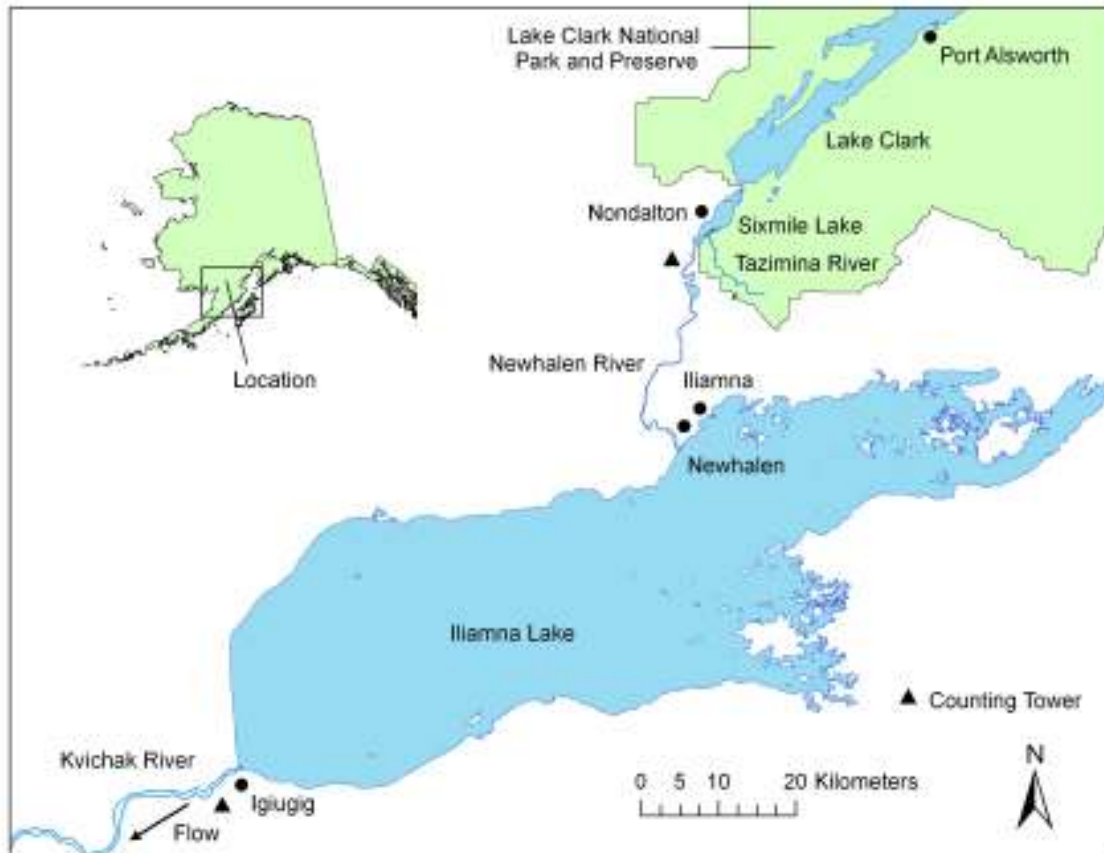 Lake Clark National
Park and Preserve
Port Alsworth
Lake Clark
Nondalton
Sixmile Lake
Tazimina River
Location
Newhalen River
Iliamna
Newhalen
Iliamna Lake
Counting Tower
Kvichak River
Igiugig
Flow
0 5 10 20 Kilometers
N